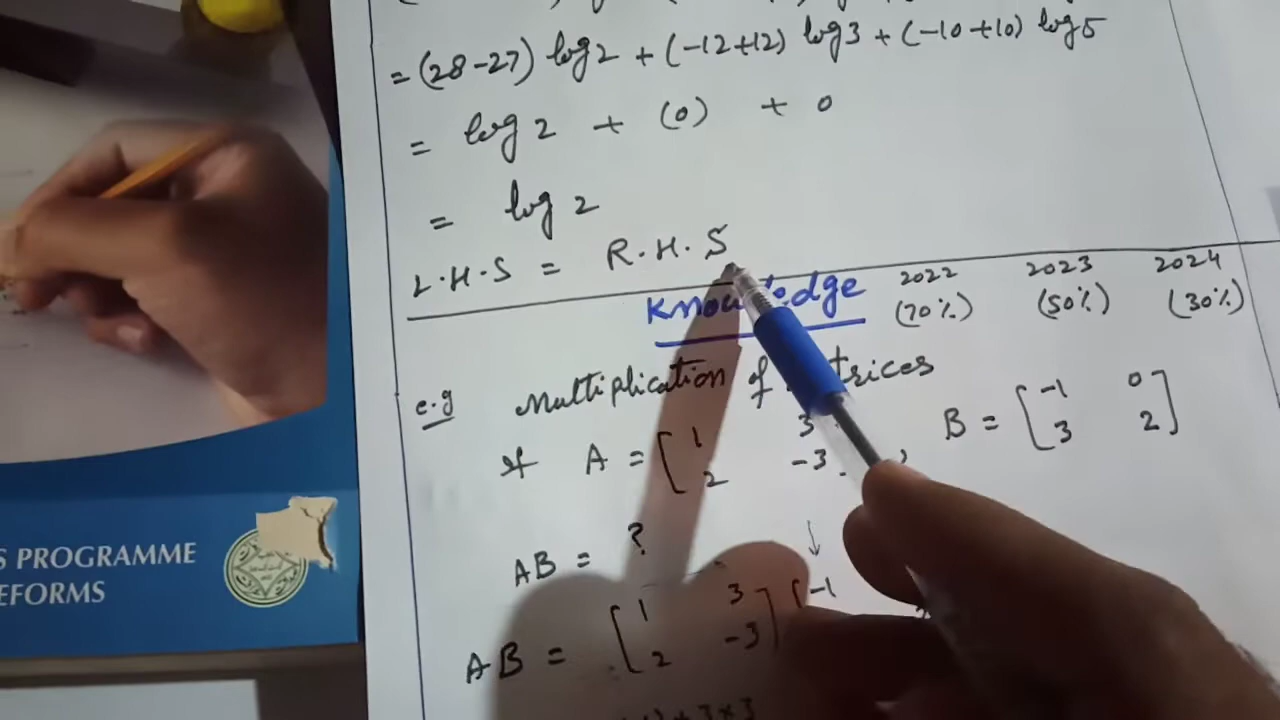 = (28-27) log 2 + (-12+12) log 3 + (-10+10) log 5
= log 2 + (0) + 0
= log 2
L.H.S = R.H.S
2022 2023 2024
(70%) (50%) (30%)
e.g Multiplication of
If A = [1 3
2 -3 , B = [-1 0
3 2]
AB = ?
AB = [1 3
2 -3] [-1
+ 3×3
S PROGRAMME
EFORMS